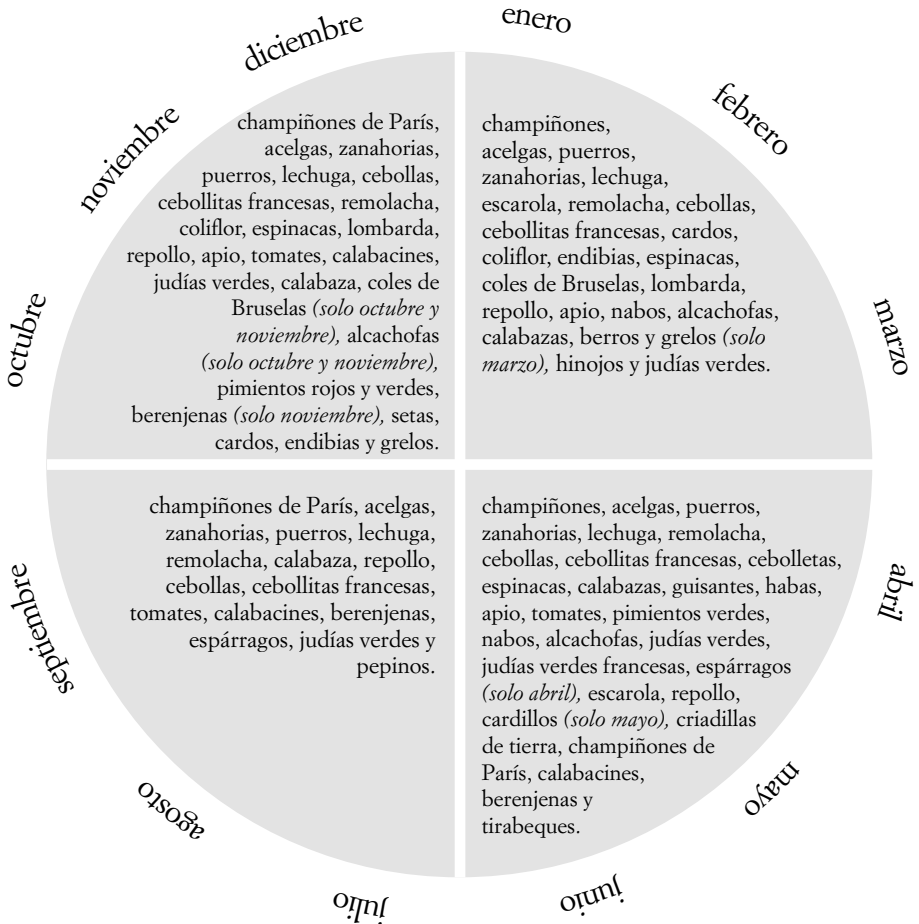 enero
febrero
marzo
abril
mayo
junio
julio
agosto
septiembre
octubre
noviembre
diciembre
champiñones,
acelgas, puerros,
zanahorias, lechuga,
escarola, remolacha, cebollas,
cebollitas francesas, cardos,
coliflor, endibias, espinacas,
coles de Bruselas, lombarda,
repollo, apio, nabos, alcachofas,
calabazas, berros y grelos (solo
marzo), hinojos y judías verdes.
champiñones, acelgas, puerros,
zanahorias, lechuga, remolacha,
cebollas, cebollitas francesas, cebolletas,
espinacas, calabazas, guisantes, habas,
apio, tomates, pimientos verdes,
nabos, alcachofas, judías verdes,
judías verdes francesas, espárragos
(solo abril), escarola, repollo,
cardillos (solo mayo), criadillas
de tierra, champiñones de
París, calabacines,
berenjenas y
tirabeques.
champiñones de París, acelgas,
zanahorias, puerros, lechuga,
remolacha, calabaza, repollo,
cebollas, cebollitas francesas,
tomates, calabacines, berenjenas,
espárragos, judías verdes y
pepinos.
champiñones de París,
acelgas, zanahorias,
puerros, lechuga, cebollas,
cebollitas francesas, remolacha,
coliflor, espinacas, lombarda,
repollo, apio, tomates, calabacines,
judías verdes, calabaza, coles de
Bruselas (solo octubre y
noviembre), alcachofas
(solo octubre y noviembre),
pimientos rojos y verdes,
berenjenas (solo noviembre), setas,
cardos, endibias y grelos.